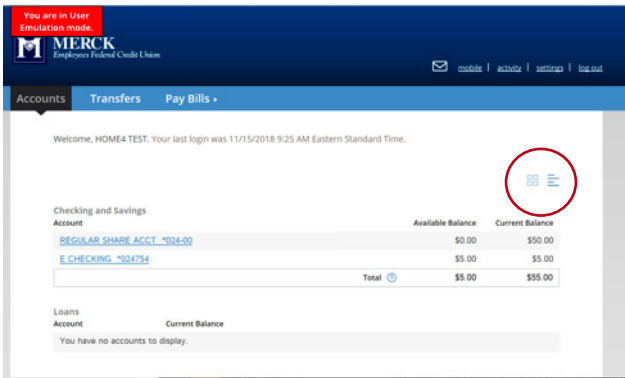 You are in User
Emulation mode.
MERCK
Employees Federal Credit Union
mobile | activity | settings | log out
Accounts Transfers Pay Bills ▸
Welcome, HOME4 TEST. Your last login was 11/15/2018 9:25 AM Eastern Standard Time.
Checking and Savings
Account Available Balance Current Balance
REGULAR SHARE ACCT *024-00 $0.00 $50.00
E CHECKING *024754 $5.00 $5.00
Total ? $5.00 $55.00
Loans
Account Current Balance
You have no accounts to display.